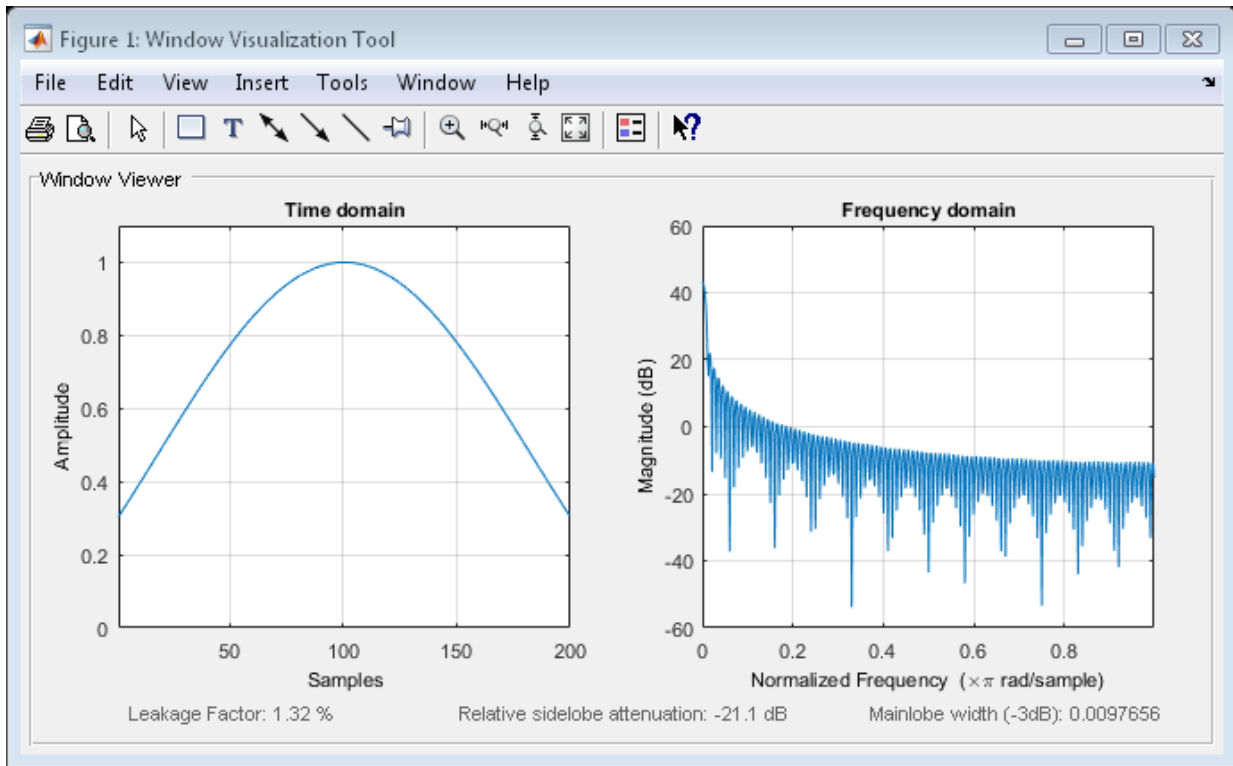 Figure 1: Window Visualization Tool
File Edit View Insert Tools Window Help
T
?
Window Viewer
Time domain
Amplitude
1
0.8
0.6
0.4
0.2
0
50 100 150 200
Samples
Frequency domain
Magnitude (dB)
60
40
20
0
-20
-40
-60
0 0.2 0.4 0.6 0.8
Normalized Frequency (×π rad/sample)
Leakage Factor: 1.32 % Relative sidelobe attenuation: -21.1 dB Mainlobe width (-3dB): 0.0097656